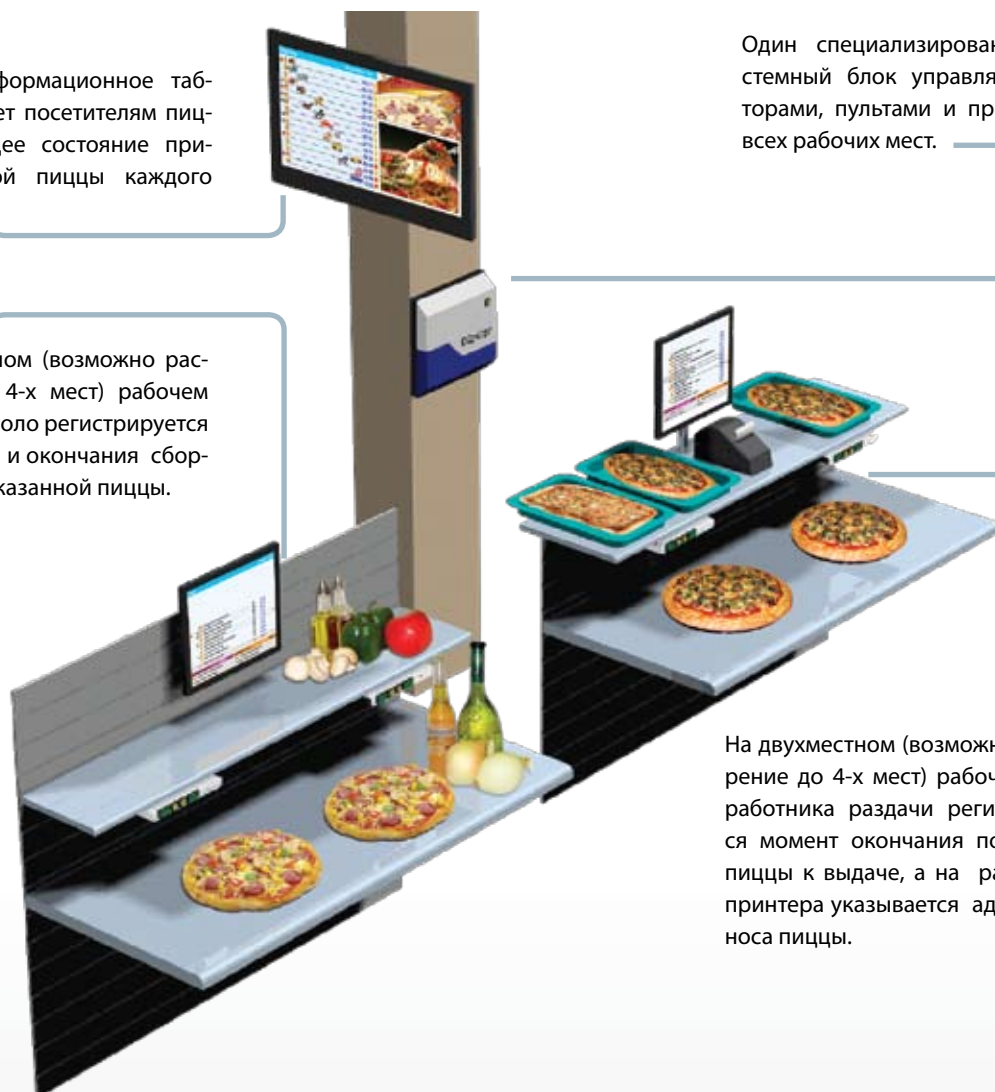 формационное таб-
ет посетителям пиц-
щее состояние при-
ой пиццы каждого
ном (возможно рас-
4-х мест) рабочем
оло регистрируется
и окончания сбор-
казанной пиццы.
Один специализирован
стемный блок управля
торами, пультами и пр
всех рабочих мест.
На двухместном (возможн
рение до 4-х мест) рабоч
работника раздачи реги
ся момент окончания по
пиццы к выдаче, а на ра
принтера указывается ад
носа пиццы.